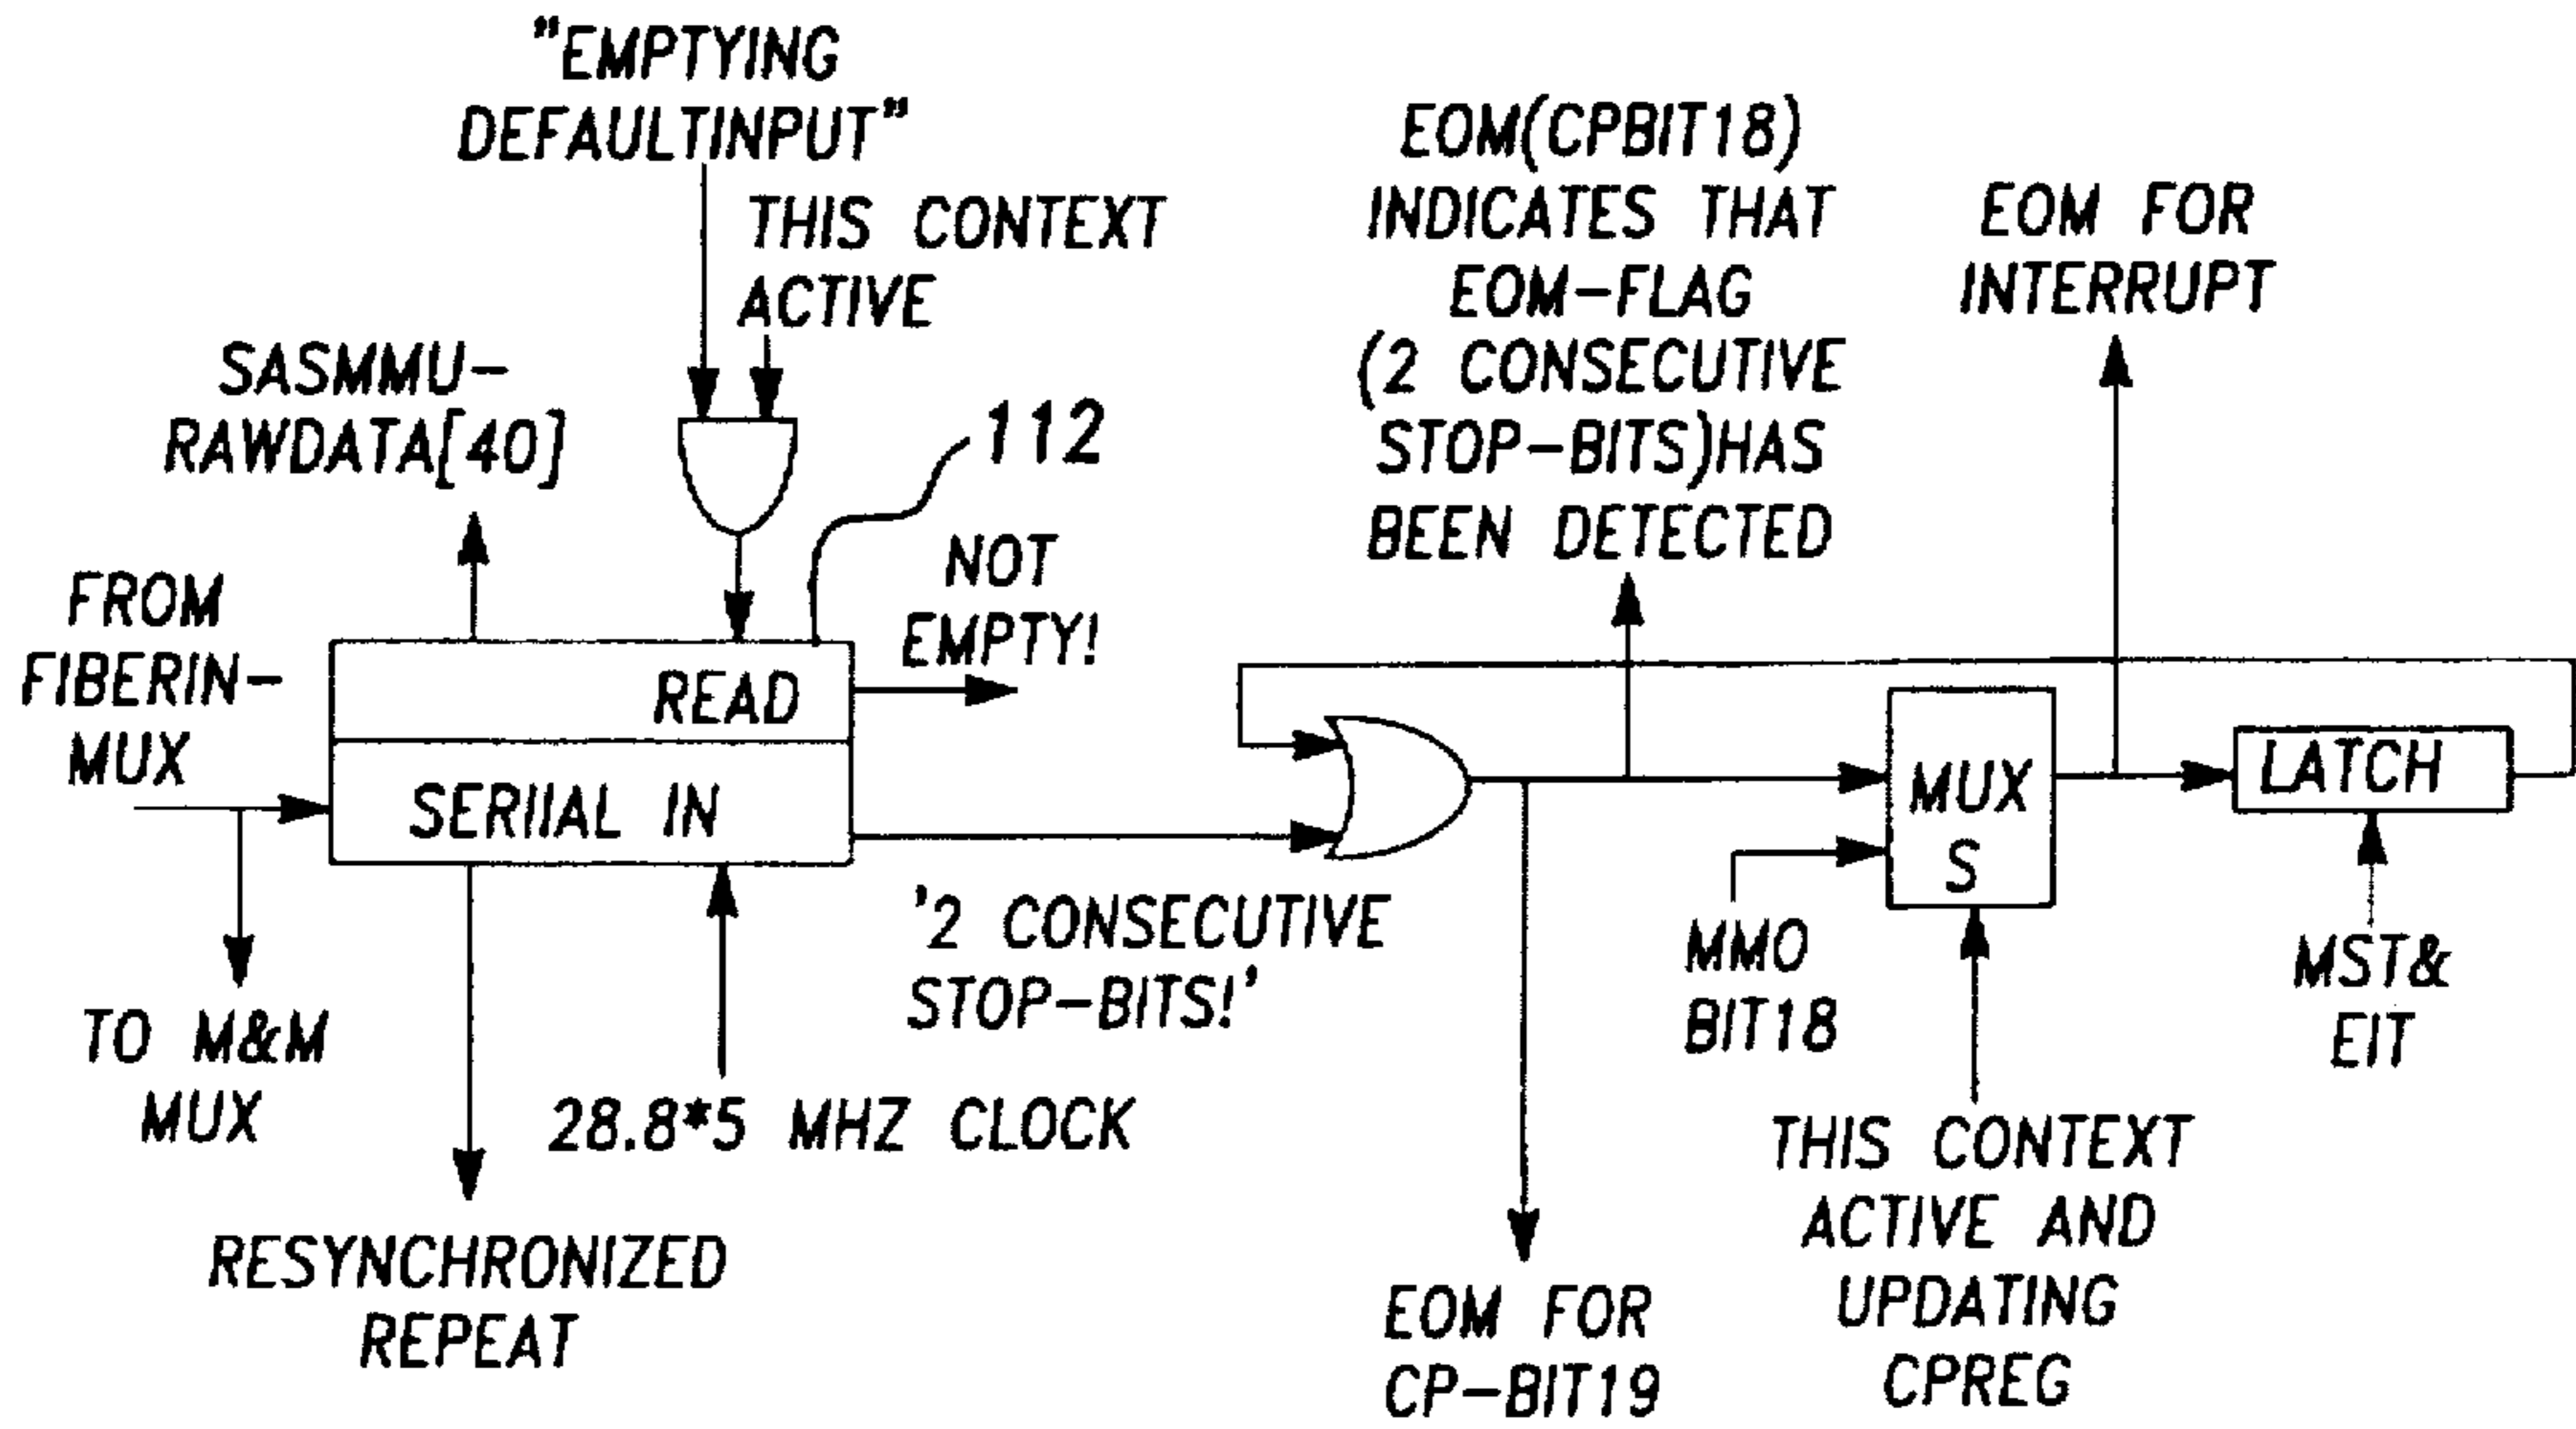 "EMPTYING
DEFAULTINPUT"
THIS CONTEXT
ACTIVE
SASMMU-
RAWDATA[40]
112
NOT
EMPTY!
FROM
FIBERIN-
MUX
READ
SERIIAL IN
TO M&M
MUX
28.8*5 MHZ CLOCK
RESYNCHRONIZED
REPEAT
'2 CONSECUTIVE
STOP-BITS!'
EOM(CPBIT18)
INDICATES THAT
EOM-FLAG
(2 CONSECUTIVE
STOP-BITS)HAS
BEEN DETECTED
EOM FOR
INTERRUPT
MUX
S
LATCH
MMO
BIT18
MST&
EIT
THIS CONTEXT
ACTIVE AND
UPDATING
CPREG
EOM FOR
CP-BIT19